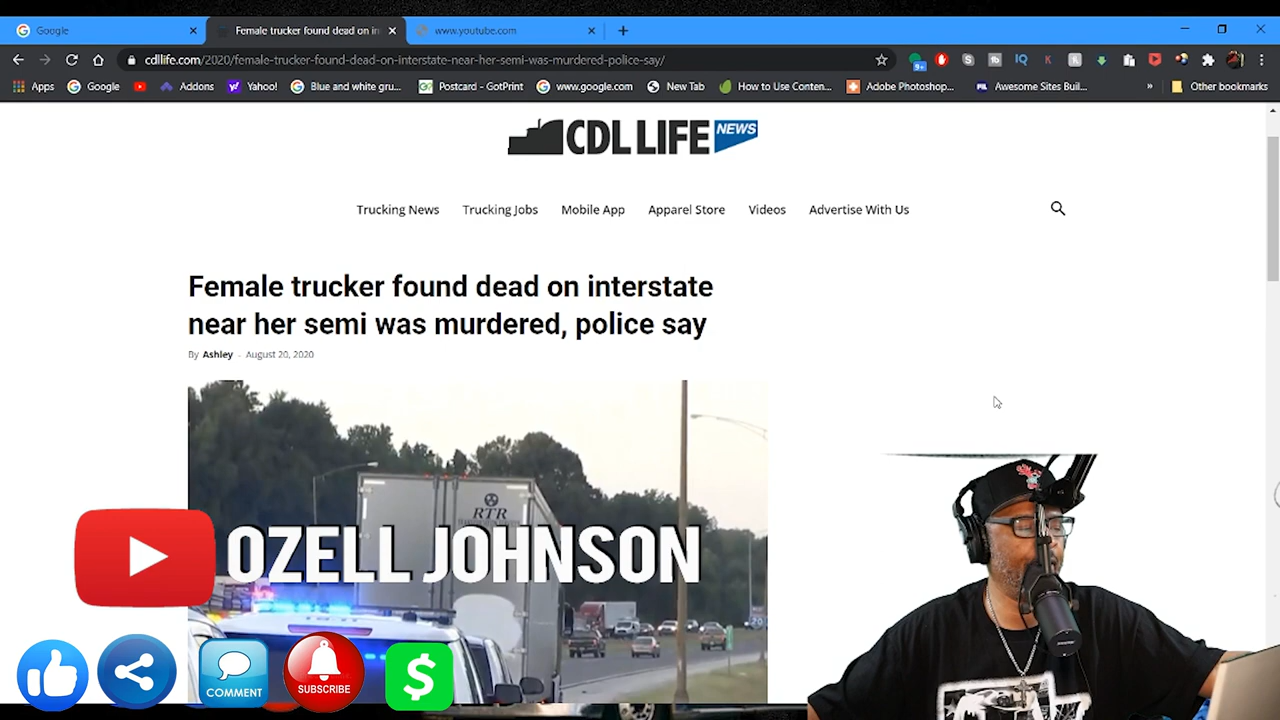 Google
Female trucker found dead on in
www.youtube.com
cdllife.com/2020/female-trucker-found-dead-on-interstate-near-her-semi-was-murdered-police-say/
9+
Apps
Google
Addons
Yahoo!
Blue and white gru...
Postcard - GotPrint
www.google.com
New Tab
How to Use Conten...
Adobe Photoshop...
Awesome Sites Buil...
»
Other bookmarks
CDL LIFE NEWS
Trucking News
Trucking Jobs
Mobile App
Apparel Store
Videos
Advertise With Us
Female trucker found dead on interstate
near her semi was murdered, police say
By Ashley - August 20, 2020
RTR
OZELL JOHNSON
COMMENT
SUBSCRIBE
$